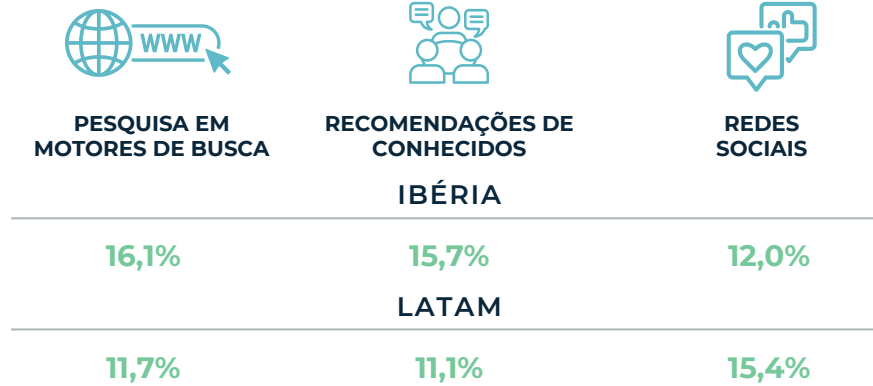 WWW
PESQUISA EM
MOTORES DE BUSCA
RECOMENDAÇÕES DE
CONHECIDOS
REDES
SOCIAIS
IBÉRIA
16,1% 15,7% 12,0%
LATAM
11,7% 11,1% 15,4%